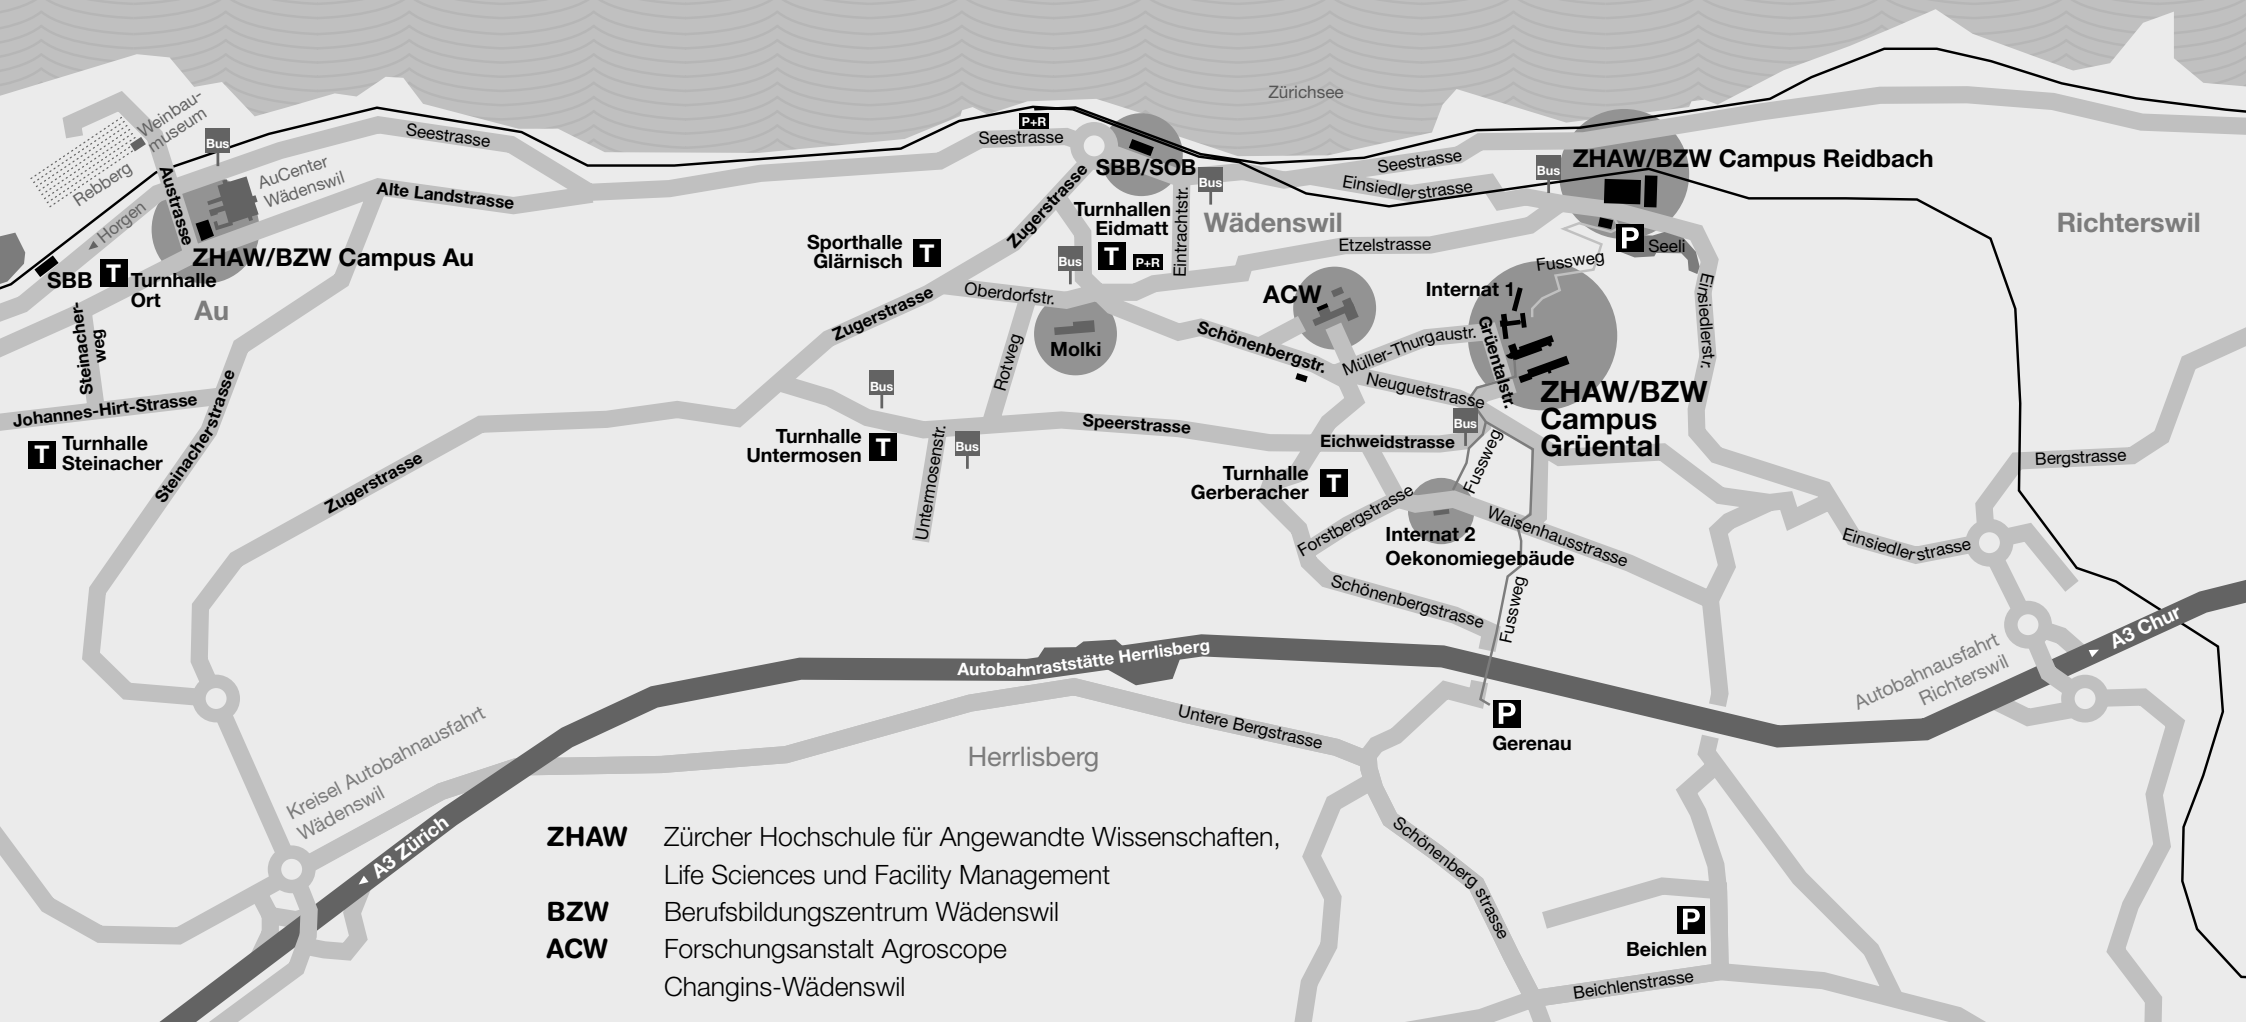 Zürichsee
Weinbau-
museum
Rebberg
Bus
Austrasse
AuCenter
Wädenswil
Horgen
Seestrasse
Alte Landstrasse
ZHAW/BZW Campus Au
SBB
T
Turnhalle
Ort
Au
Steinacher-
weg
Johannes-Hirt-Strasse
T
Turnhalle
Steinacher
Steinacherstrasse
Zugerstrasse
P+R
Seestrasse
SBB/SOB
Bus
Zugerstrasse
Turnhallen
Eidmatt
T
P+R
Eintrachtstr.
Wädenswil
Bus
Sporthalle
Glärnisch
T
Zugerstrasse
Oberdorfstr.
Rotweg
Molki
Bus
Turnhalle
Untermosen
T
Untermosenstr.
Bus
Speerstrasse
Seestrasse
Einsiedlerstrasse
Etzelstrasse
Bus
ZHAW/BZW Campus Reidbach
P
Seeli
Fussweg
Richterswil
ACW
Internat 1
Schönenbergstr.
Müller-Thurgaustr.
Grüentalstr.
Neuguetstrasse
Einsiedlerstr.
ZHAW/BZW
Campus
Grüental
Bus
Eichweidstrasse
Fussweg
Turnhalle
Gerberacher
T
Forstbergstrasse
Internat 2
Oekonomiegebäude
Waisenhausstrasse
Schönenbergstrasse
Fussweg
Bergstrasse
Einsiedlerstrasse
A3 Chur
Autobahnausfahrt
Richterswil
Autobahnraststätte Herrlisberg
Untere Bergstrasse
P
Gerenau
Herrlisberg
Kreisel Autobahnausfahrt
Wädenswil
A3 Zürich
Schönenberg strasse
P
Beichlen
Beichlenstrasse
ZHAW Zürcher Hochschule für Angewandte Wissenschaften,
Life Sciences und Facility Management
BZW Berufsbildungszentrum Wädenswil
ACW Forschungsanstalt Agroscope
Changins-Wädenswil